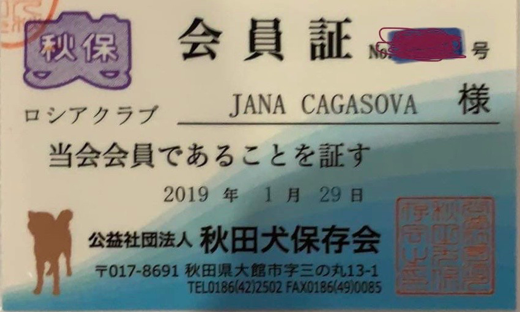 秋保
会員証
No. 号
ロシアクラブ JANA CAGASOVA 様
当会会員であることを証す
2019 年 1 月 29 日
公益社団法人 秋田犬保存会
〒017-8691 秋田県大館市字三の丸13-1
TEL0186(42)2502 FAX0186(49)0085